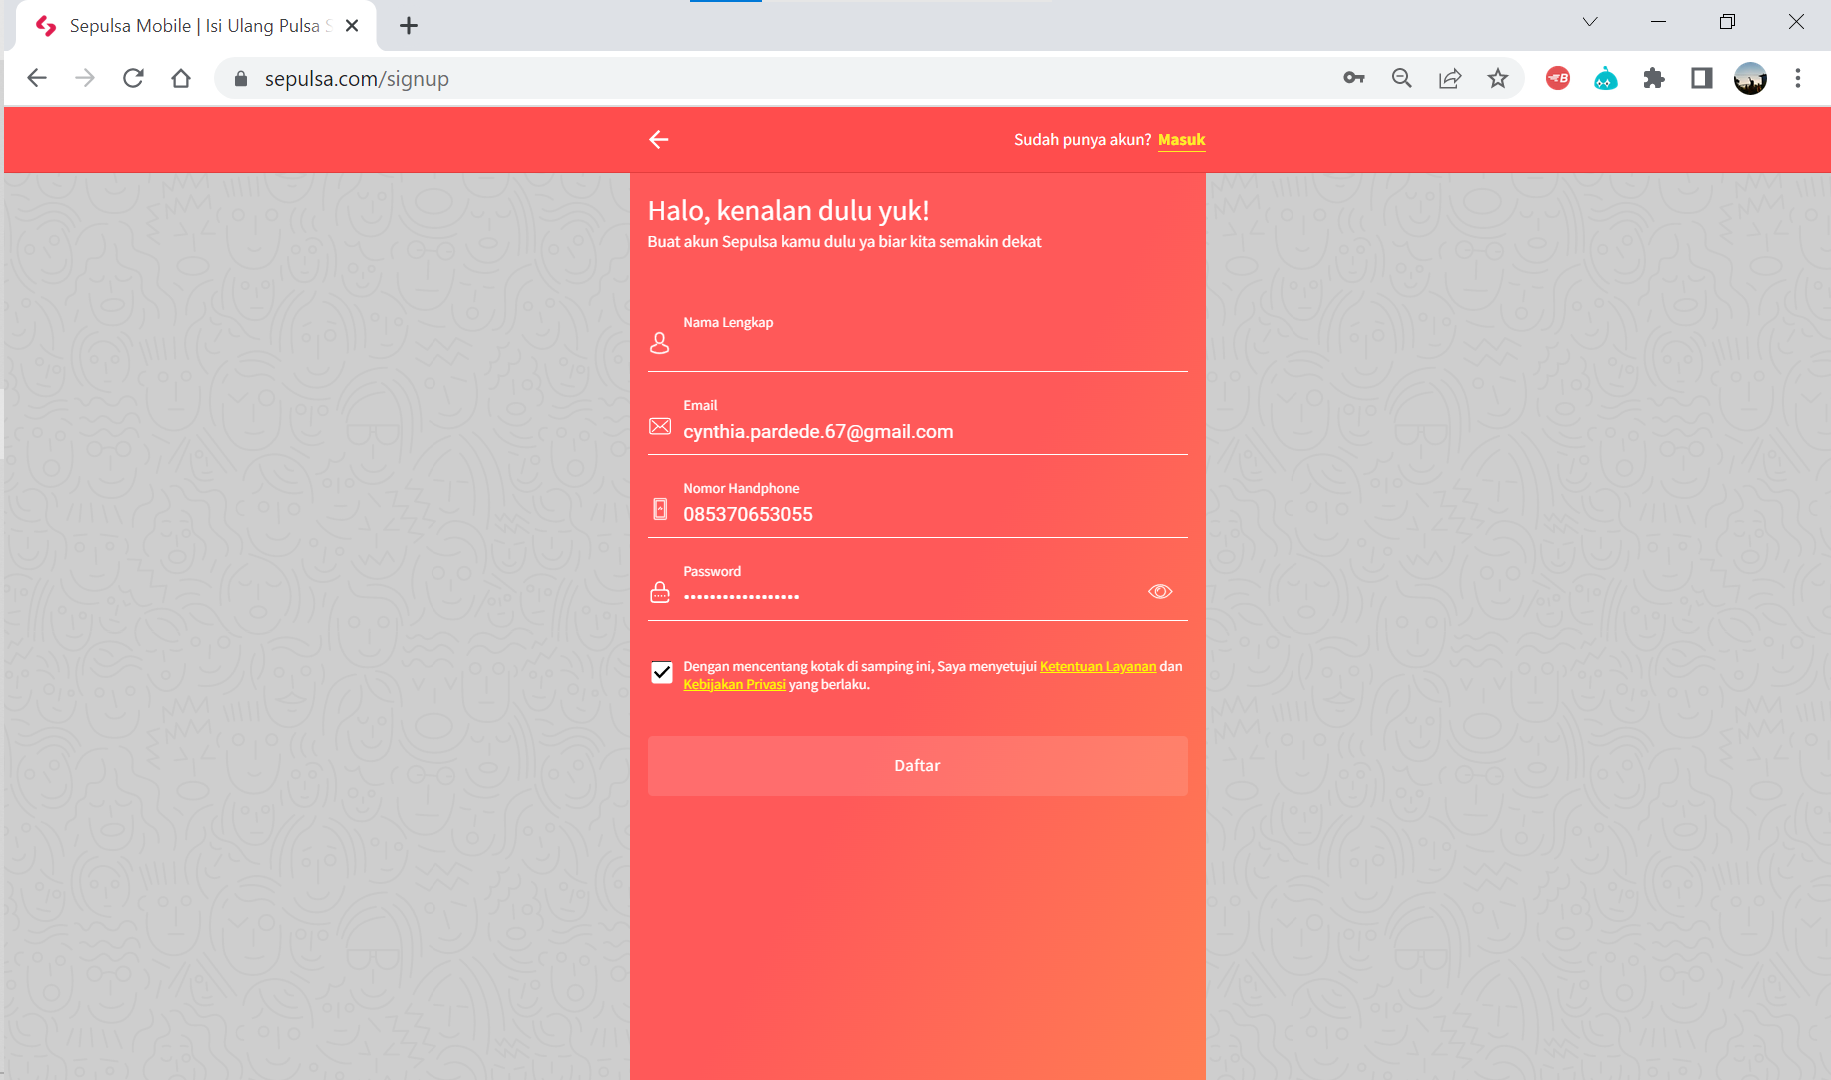 Sepulsa Mobile | Isi Ulang Pulsa
sepulsa.com/signup
Sudah punya akun? Masuk
Halo, kenalan dulu yuk!
Buat akun Sepulsa kamu dulu ya biar kita semakin dekat
Nama Lengkap
Email
cynthia.pardede.67@gmail.com
Nomor Handphone
085370653055
Password
••••••••••••••••••
Dengan mencentang kotak di samping ini, Saya menyetujui Ketentuan Layanan dan
Kebijakan Privasi yang berlaku.
Daftar